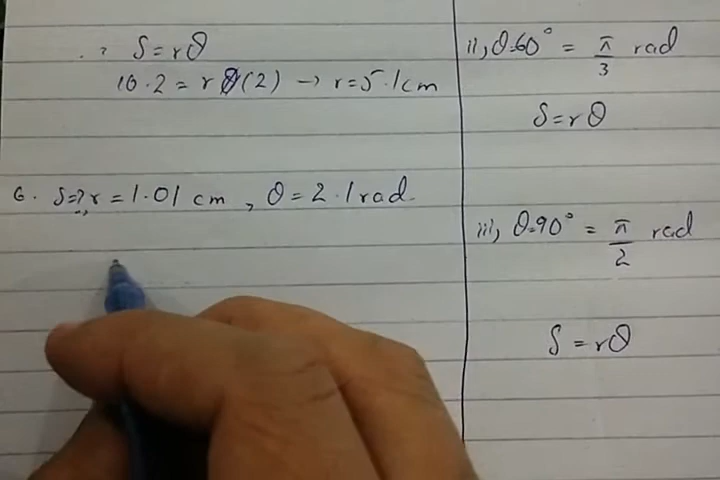 ∴ S = rθ
10.2 = r θ(2) → r = 5.1 cm
6. S=?, r = 1.01 cm, θ = 2.1 rad.
ii, θ=60° = π/3 rad
S = rθ
iii, θ=90° = π/2 rad
S = rθ